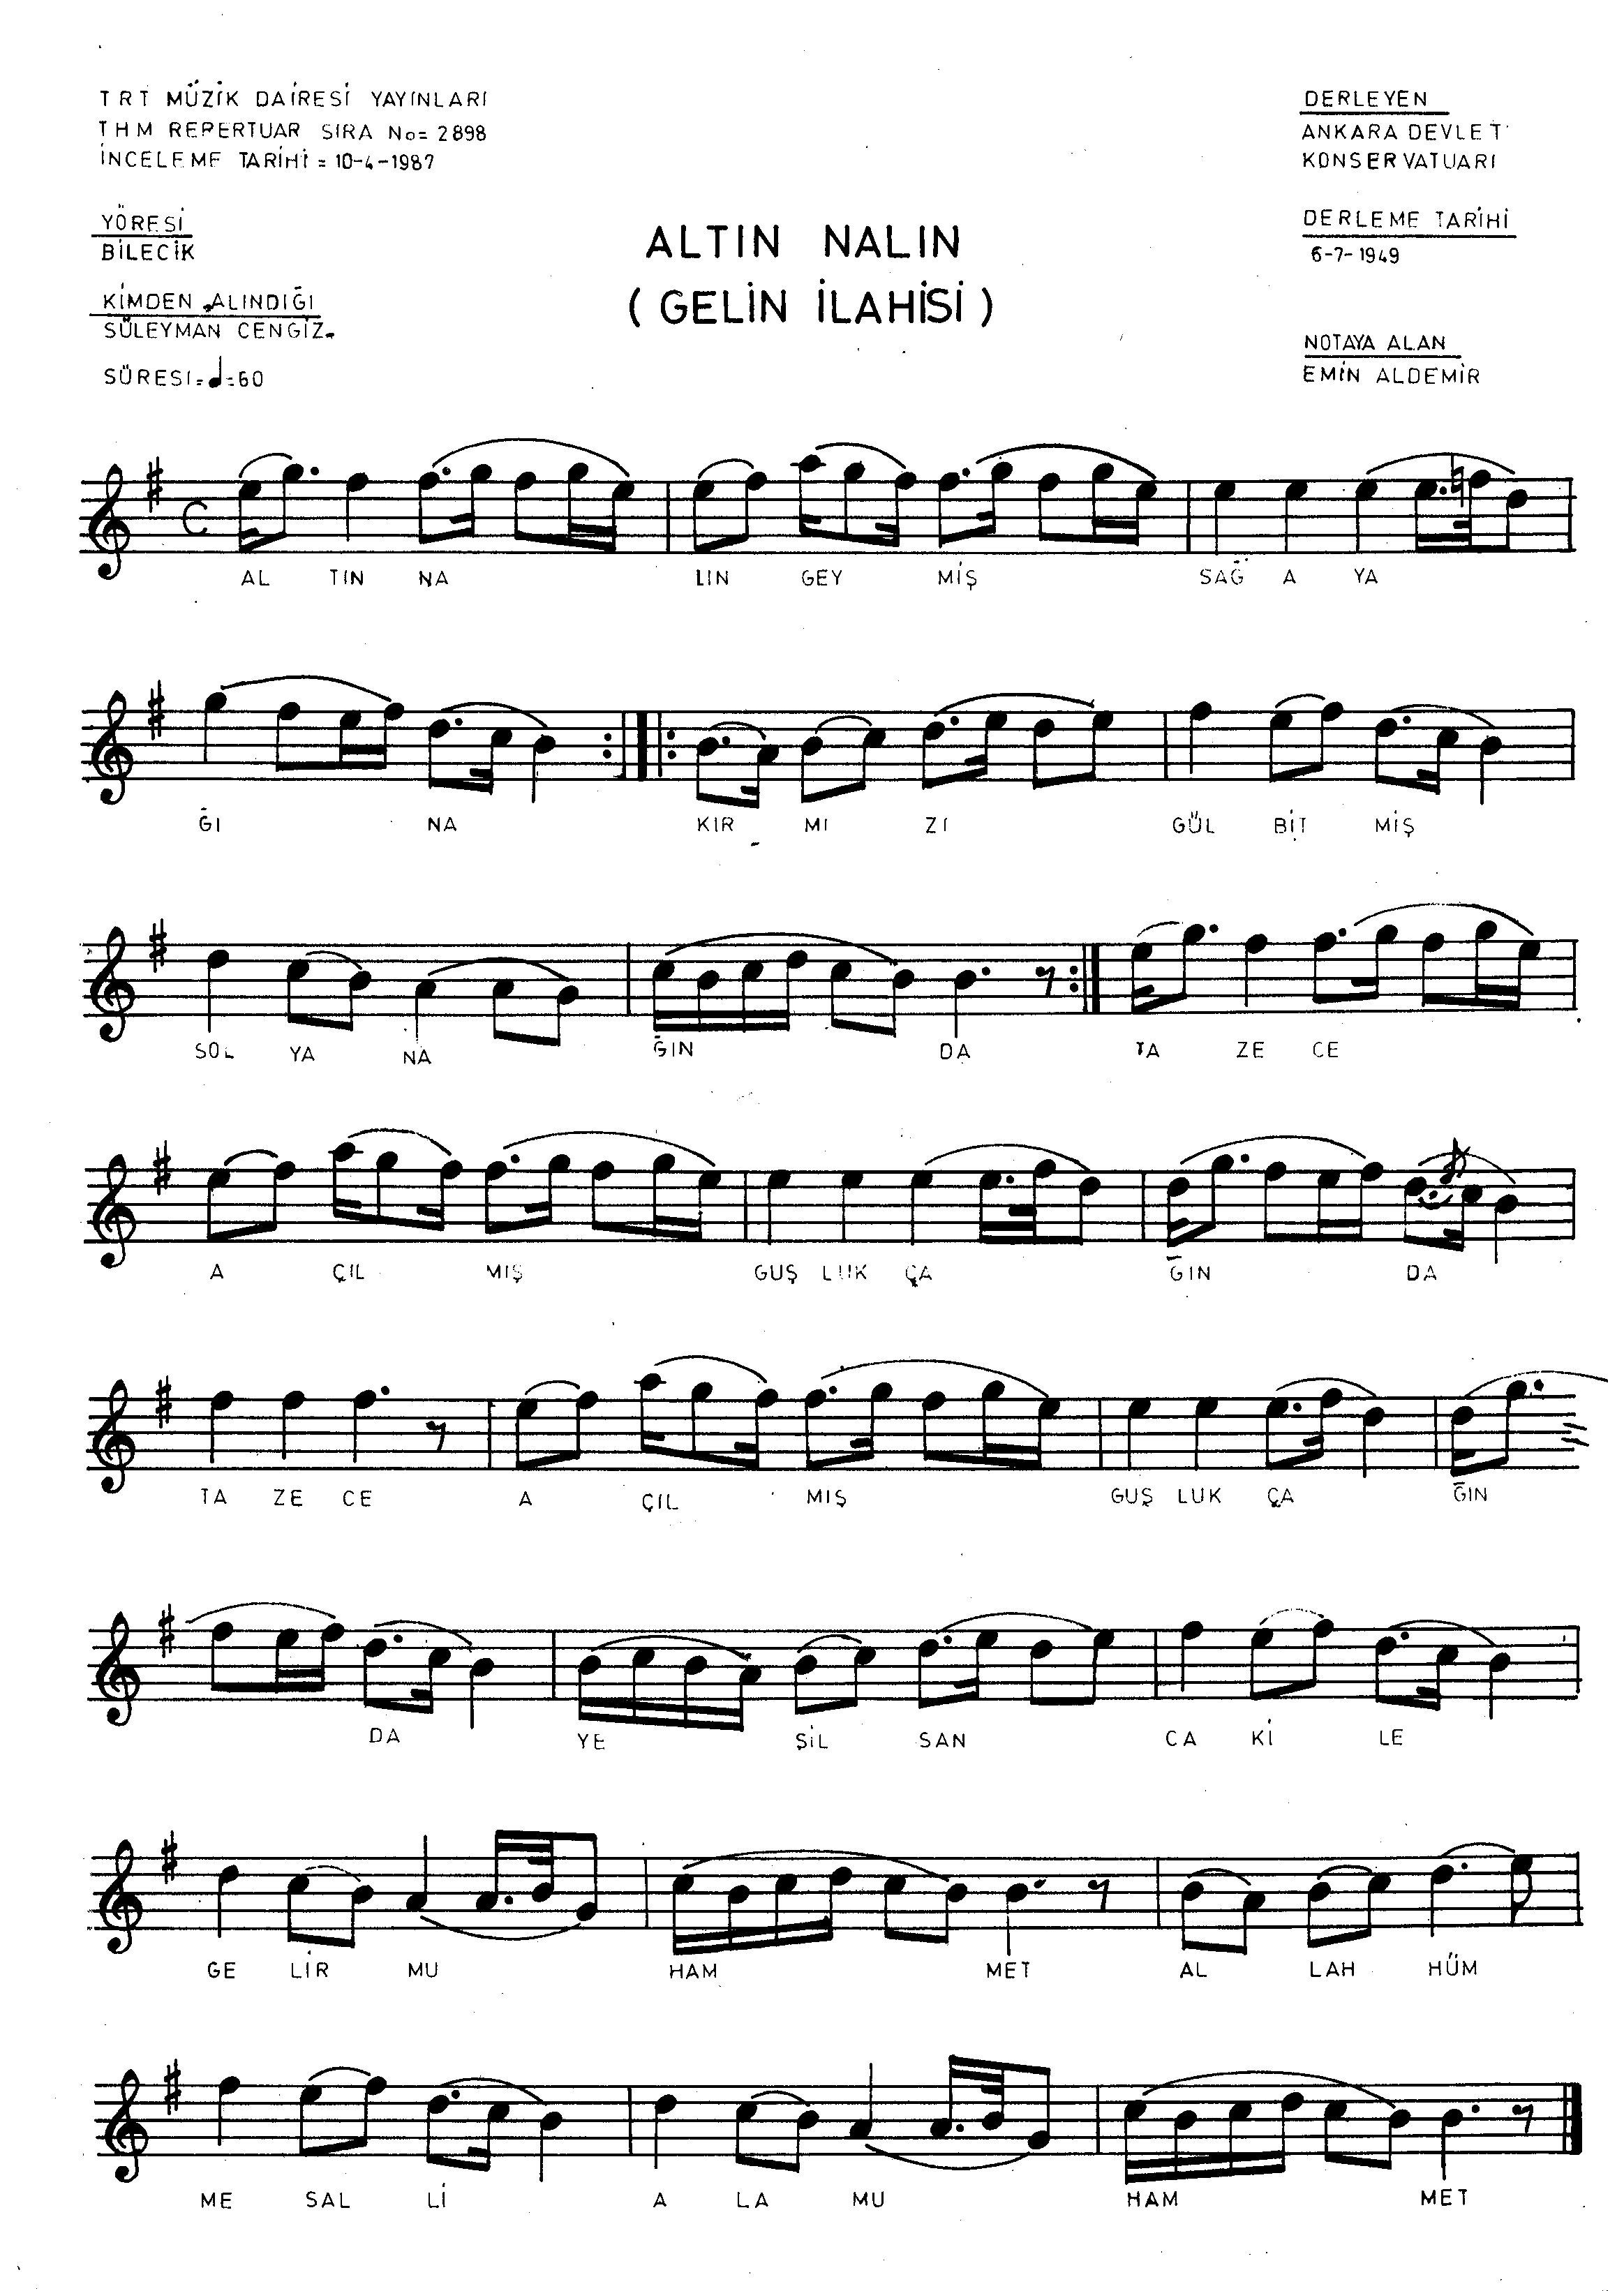 TRT MÜZİK DAİRESİ YAYINLARI
THM REPERTUAR SIRA No= 2898
İNCELEME TARİHİ = 10-4-1987
YÖRESİ
BİLECİK
KİMDEN ALINDIĞI
SÜLEYMAN CENGİZ.
SÜRESİ= =60
ALTIN NALIN
(GELİN İLAHİSİ)
DERLEYEN
ANKARA DEVLET
KONSERVATUARI
DERLEME TARİHİ
6-7-1949
NOTAYA ALAN
EMİN ALDEMİR
AL TIN NA LIN GEY MİŞ SAĞ A YA
ĞI NA KIR MI ZI GÜL BİT MİŞ
SOL YA NA ĞIN DA TA ZE CE
A ÇIL MIŞ GUŞ LUK ÇA ĞIN DA
TA ZE CE A ÇIL MIŞ GUŞ LUK ÇA ĞIN
DA YE ŞİL SAN CA Kİ LE
GE LİR MU HAM MET AL LAH HÜM
ME SAL Lİ A LA MU HAM MET